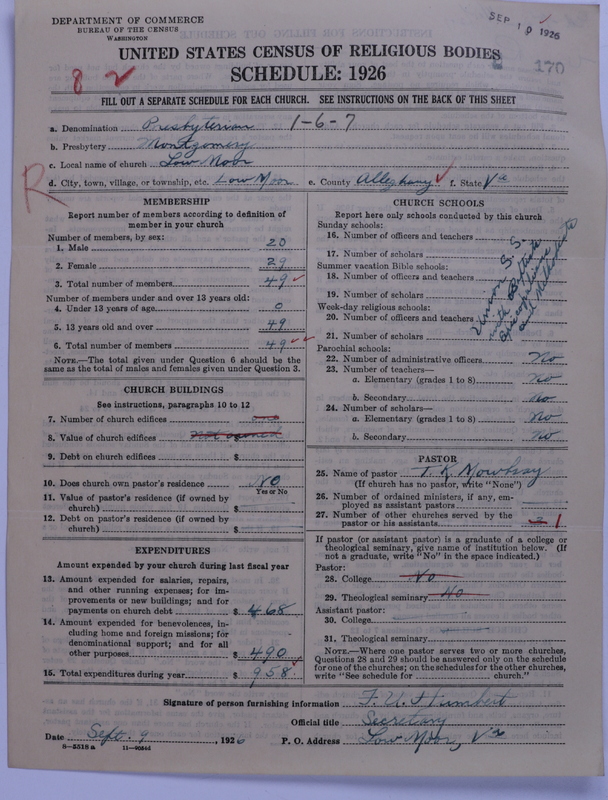 DEPARTMENT OF COMMERCE
BUREAU OF THE CENSUS
WASHINGTON
SEP 10 1926
170
UNITED STATES CENSUS OF RELIGIOUS BODIES
SCHEDULE: 1926
8
FILL OUT A SEPARATE SCHEDULE FOR EACH CHURCH. SEE INSTRUCTIONS ON THE BACK OF THIS SHEET
a. Denomination Presbyterian 1-6-7
b. Presbytery Montgomery
c. Local name of church Low Moor
R
d. City, town, village, or township, etc. Low Moor e. County Alleghany f. State Va
MEMBERSHIP
Report number of members according to definition of
member in your church
Number of members, by sex:
1. Male 20
2. Female 29
3. Total number of members 49
Number of members under and over 13 years old:
4. Under 13 years of age 0
5. 13 years old and over 49
6. Total number of members 49
NOTE.—The total given under Question 6 should be
same as the total of males and females given under Question 3.
CHURCH BUILDINGS
See instructions, paragraphs 10 to 12
7. Number of church edifices one
8. Value of church edifices not owned
9. Debt on church edifices $
10. Does church own pastor's residence NO
Yes or No
11. Value of pastor's residence (if owned by
church) $
12. Debt on pastor's residence (if owned by
church) $
EXPENDITURES
Amount expended by your church during last fiscal year
13. Amount expended for salaries, repairs,
and other running expenses; for im-
provements or new buildings; and for
payments on church debt $ 468
14. Amount expended for benevolences, in-
cluding home and foreign missions; for
denominational support; and for all
other purposes $ 490
15. Total expenditures during year $ 958
CHURCH SCHOOLS
Report here only schools conducted by this church
Sunday schools:
16. Number of officers and teachers
17. Number of scholars
Summer vacation Bible schools:
18. Number of officers and teachers
19. Number of scholars
Week-day religious schools:
20. Number of officers and teachers
21. Number of scholars
Union S. S.
with Baptists
Episcopalians
and Methodists
Parochial schools:
22. Number of administrative officers No
23. Number of teachers—
a. Elementary (grades 1 to 8) no
b. Secondary no
24. Number of scholars—
a. Elementary (grades 1 to 8) No
b. Secondary no
PASTOR
25. Name of pastor T. K. Mowbray
(If church has no pastor, write "None")
26. Number of ordained ministers, if any, em-
ployed as assistant pastors
27. Number of other churches served by the
pastor or his assistants 2 1
If pastor (or assistant pastor) is a graduate of a college or
theological seminary, give name of institution below. (If
not a graduate, write "No" in the space indicated.)
Pastor:
28. College No
29. Theological seminary No
Assistant pastor:
30. College
31. Theological seminary
NOTE.—Where one pastor serves two or more churches,
Questions 28 and 29 should be answered only on the schedule
for one of the churches; on the schedules for the other churches,
write "See schedule for church."
Signature of person furnishing information
Official title Secretary
Date Sept. 9, 1926 P. O. Address Low Moor, Va
8—5518 a